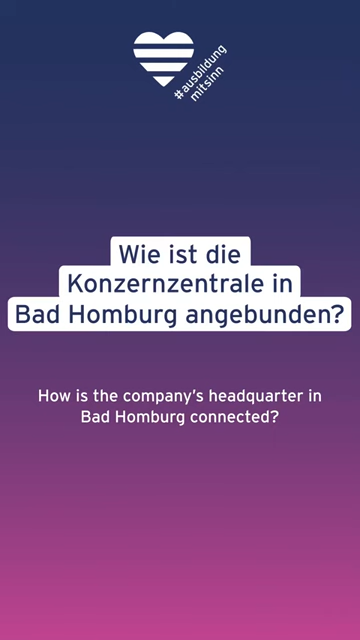 #ausbildung
mitsinn
Wie ist die
Konzernzentrale in
Bad Homburg angebunden?
How is the company's headquarter in
Bad Homburg connected?